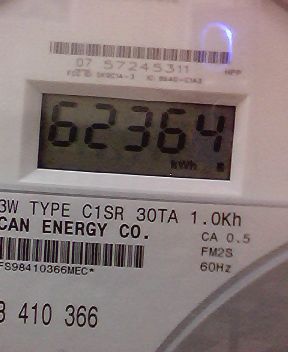 07 57245311
HPP
62364
kWh
3W TYPE C1SR 30TA 1.0Kh
CAN ENERGY CO.
CA 0.5
FM2S
60Hz
FS98410366MEC*
410 366